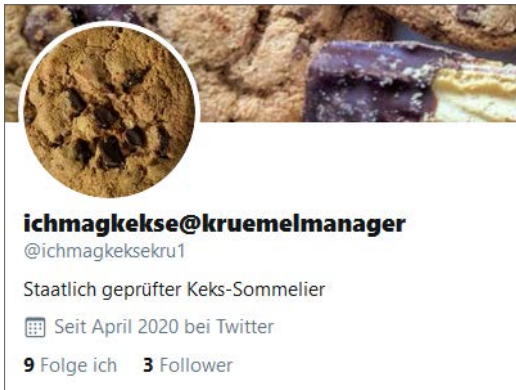 ichmagkekse@kruemelmanager
@ichmagkeksekru1
Staatlich geprüfter Keks-Sommelier
Seit April 2020 bei Twitter
9 Folge ich 3 Follower